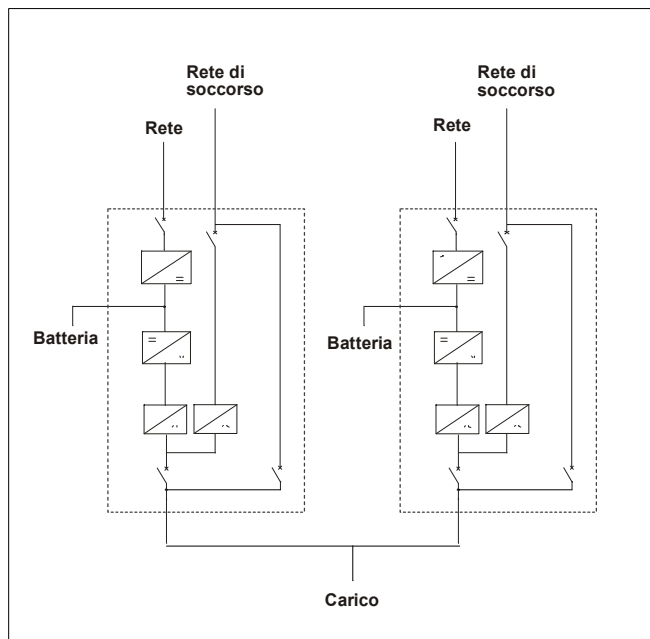 Rete di
soccorso
Rete
Batteria
Rete di
soccorso
Rete
Batteria
Carico